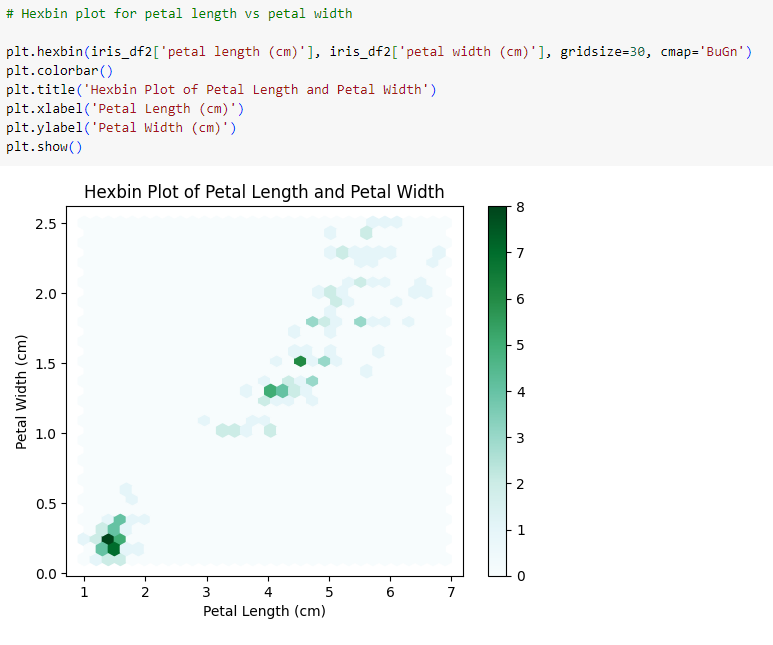 # Hexbin plot for petal length vs petal width
plt.hexbin(iris_df2['petal length (cm)'], iris_df2['petal width (cm)'], gridsize=30, cmap='BuGn')
plt.colorbar()
plt.title('Hexbin Plot of Petal Length and Petal Width')
plt.xlabel('Petal Length (cm)')
plt.ylabel('Petal Width (cm)')
plt.show()
Hexbin Plot of Petal Length and Petal Width
2.5
2.0
1.5
1.0
0.5
0.0
Petal Width (cm)
1 2 3 4 5 6 7
Petal Length (cm)
8
7
6
5
4
3
2
1
0